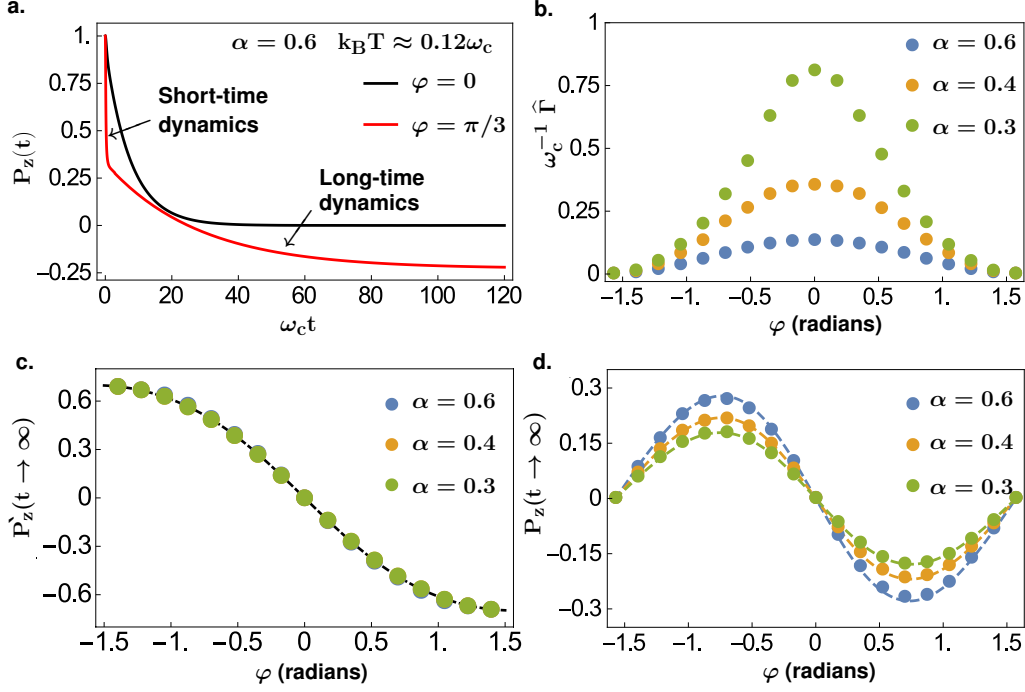 a.
α = 0.6 k_BT ≈ 0.12ω_c
φ = 0
φ = π/3
Short-time
dynamics
Long-time
dynamics
P_z(t)
1.
0.75
0.5
0.25
0
−0.25
0 20 40 60 80 100 120
ω_ct
b.
ω_c^{-1} Γ̂
1
0.75
0.5
0.25
0
α = 0.6
α = 0.4
α = 0.3
−1.5 −1. −0.5 0 0.5 1. 1.5
φ (radians)
c.
P̀_z(t → ∞)
0.6
0.3
0
−0.3
−0.6
α = 0.6
α = 0.4
α = 0.3
−1.5 −1. −0.5 0 0.5 1. 1.5
φ (radians)
d.
P_z(t → ∞)
0.3
0.15
0
−0.15
−0.3
α = 0.6
α = 0.4
α = 0.3
−1.5 −1. −0.5 0 0.5 1. 1.5
φ (radians)